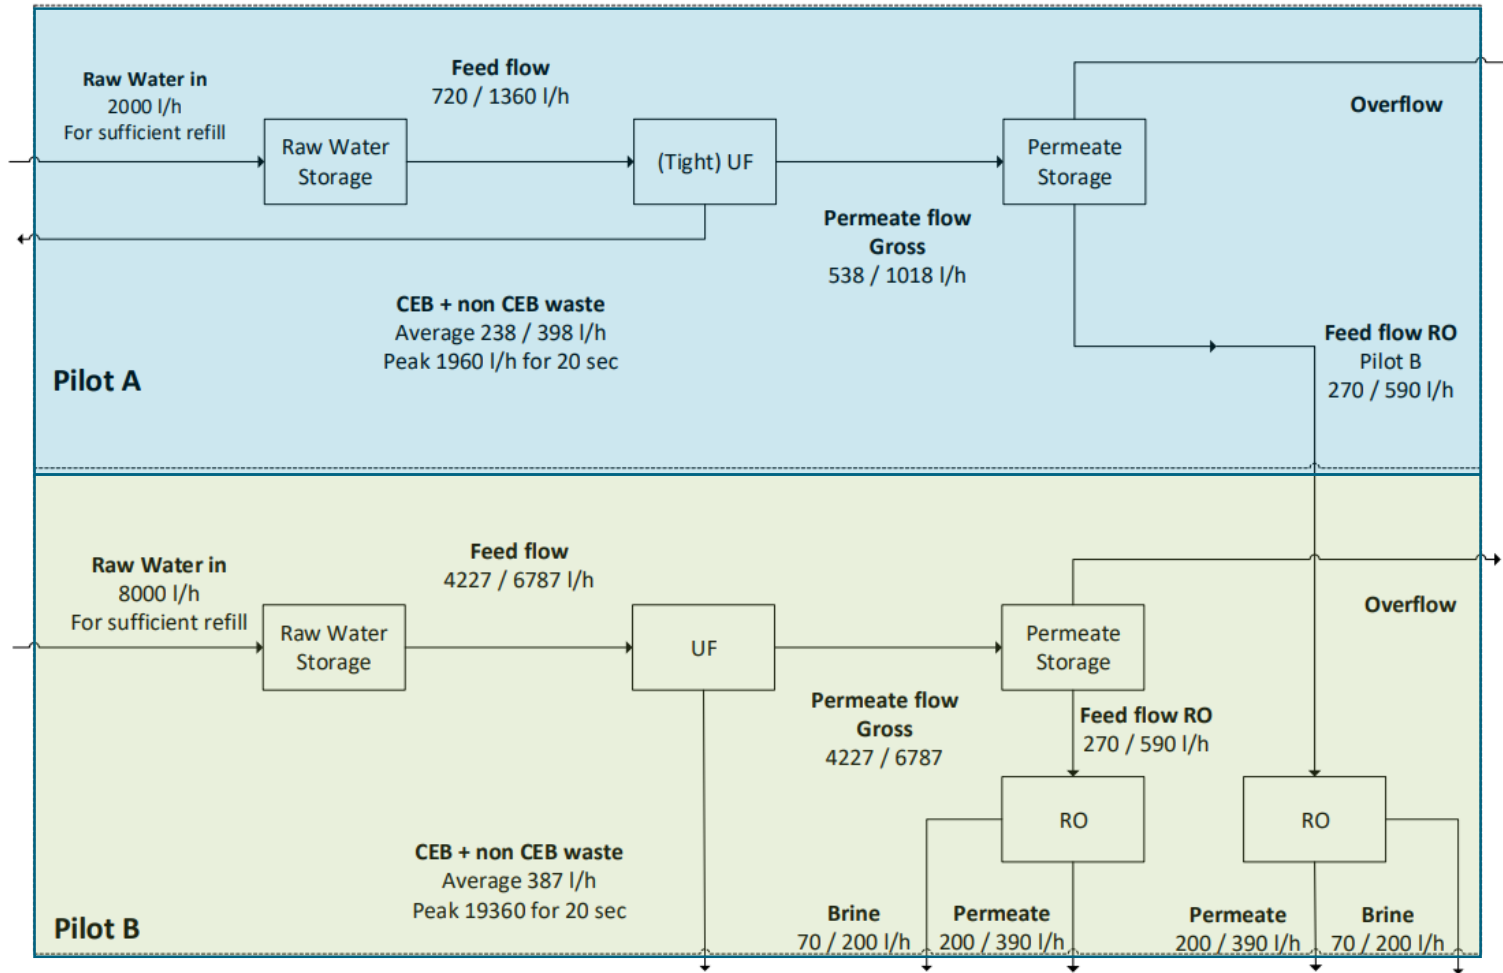 Raw Water in
2000 l/h
For sufficient refill
Feed flow
720 / 1360 l/h
Overflow
Raw Water
Storage
(Tight) UF
Permeate
Storage
Permeate flow
Gross
538 / 1018 l/h
CEB + non CEB waste
Average 238 / 398 l/h
Peak 1960 l/h for 20 sec
Feed flow RO
Pilot B
270 / 590 l/h
Pilot A
Raw Water in
8000 l/h
For sufficient refill
Feed flow
4227 / 6787 l/h
Overflow
Raw Water
Storage
UF
Permeate
Storage
Permeate flow
Gross
4227 / 6787
Feed flow RO
270 / 590 l/h
RO
RO
CEB + non CEB waste
Average 387 l/h
Peak 19360 for 20 sec
Brine
70 / 200 l/h
Permeate
200 / 390 l/h
Permeate
200 / 390 l/h
Brine
70 / 200 l/h
Pilot B